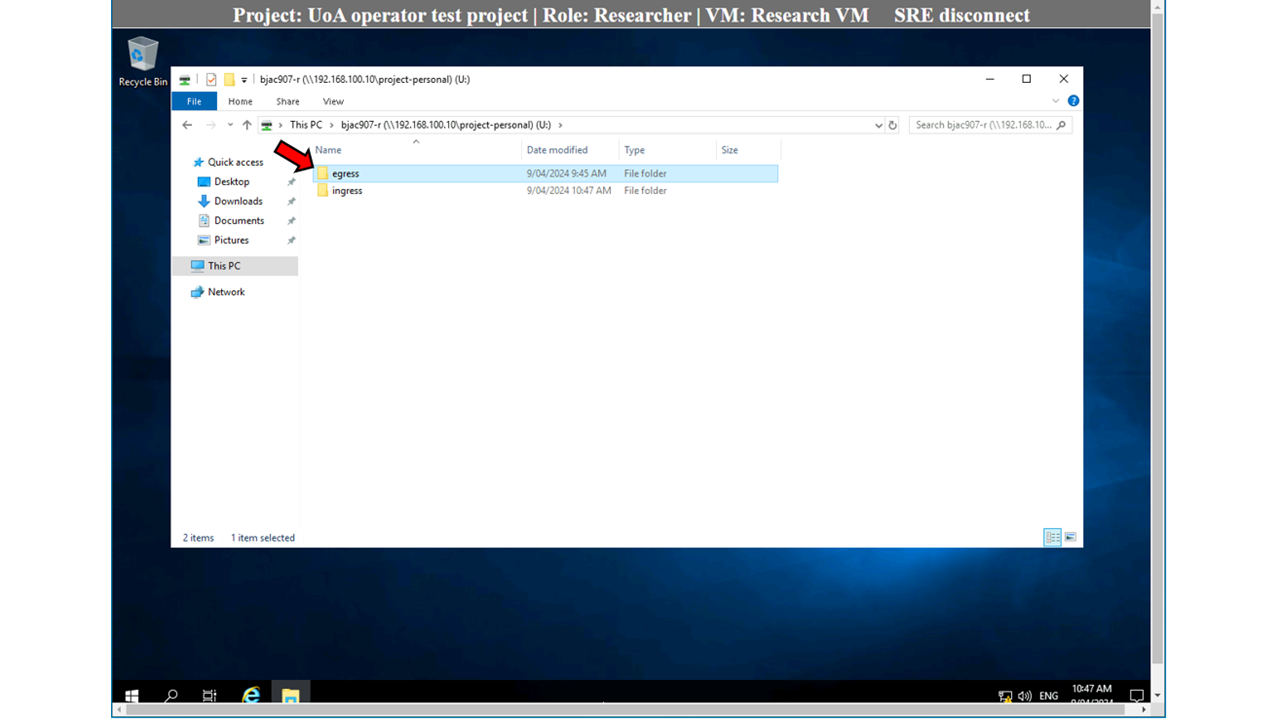 Project: UoA operator test project | Role: Researcher | VM: Research VM SRE disconnect
Recycle Bin
bjac907-r (\\192.168.100.10\project-personal) (U:)
File Home Share View
This PC bjac907-r (\\192.168.100.10\project-personal) (U:)
Search bjac907-r (\\192.168.10...
Name Date modified Type Size
Quick access
Desktop
Downloads
Documents
Pictures
This PC
Network
egress 9/04/2024 9:45 AM File folder
ingress 9/04/2024 10:47 AM File folder
2 items 1 item selected
ENG
10:47 AM
9/04/2024